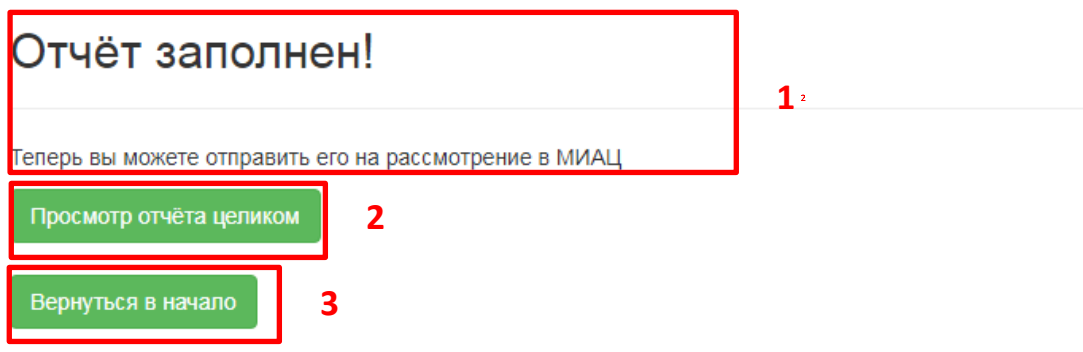 Отчёт заполнен!
1 2
Теперь вы можете отправить его на рассмотрение в МИАЦ
Просмотр отчёта целиком 2
Вернуться в начало 3